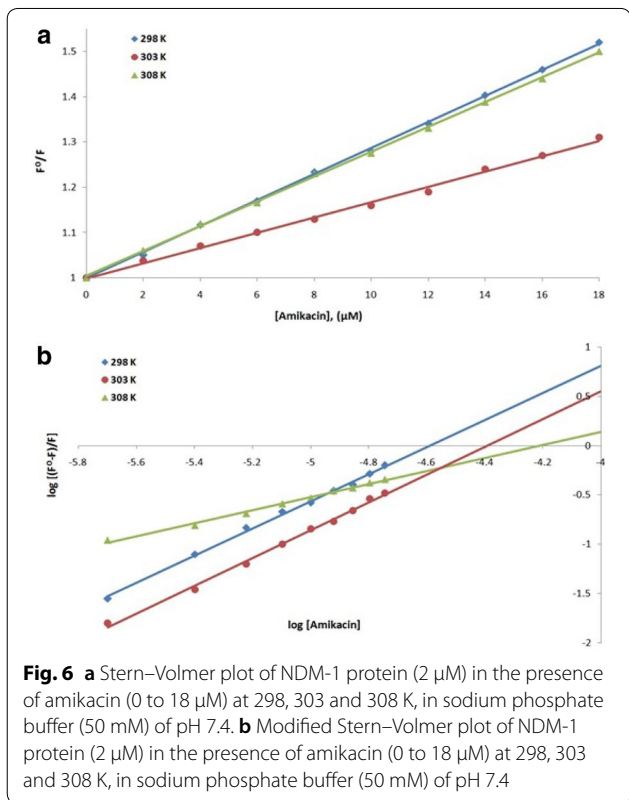 a
298 K
303 K
308 K
1.5
1.4
1.3
1.2
1.1
1
F⁰/F
0 2 4 6 8 10 12 14 16 18
[Amikacin], (µM)
b
298 K
303 K
308 K
1
0.5
0
-0.5
-1
-1.5
-2
-5.8 -5.6 -5.4 -5.2 -5 -4.8 -4.6 -4.4 -4.2 -4
log [(F⁰-F)/F]
log [Amikacin]
Fig. 6 a Stern–Volmer plot of NDM-1 protein (2 µM) in the presence
of amikacin (0 to 18 µM) at 298, 303 and 308 K, in sodium phosphate
buffer (50 mM) of pH 7.4. b Modified Stern–Volmer plot of NDM-1
protein (2 µM) in the presence of amikacin (0 to 18 µM) at 298, 303
and 308 K, in sodium phosphate buffer (50 mM) of pH 7.4